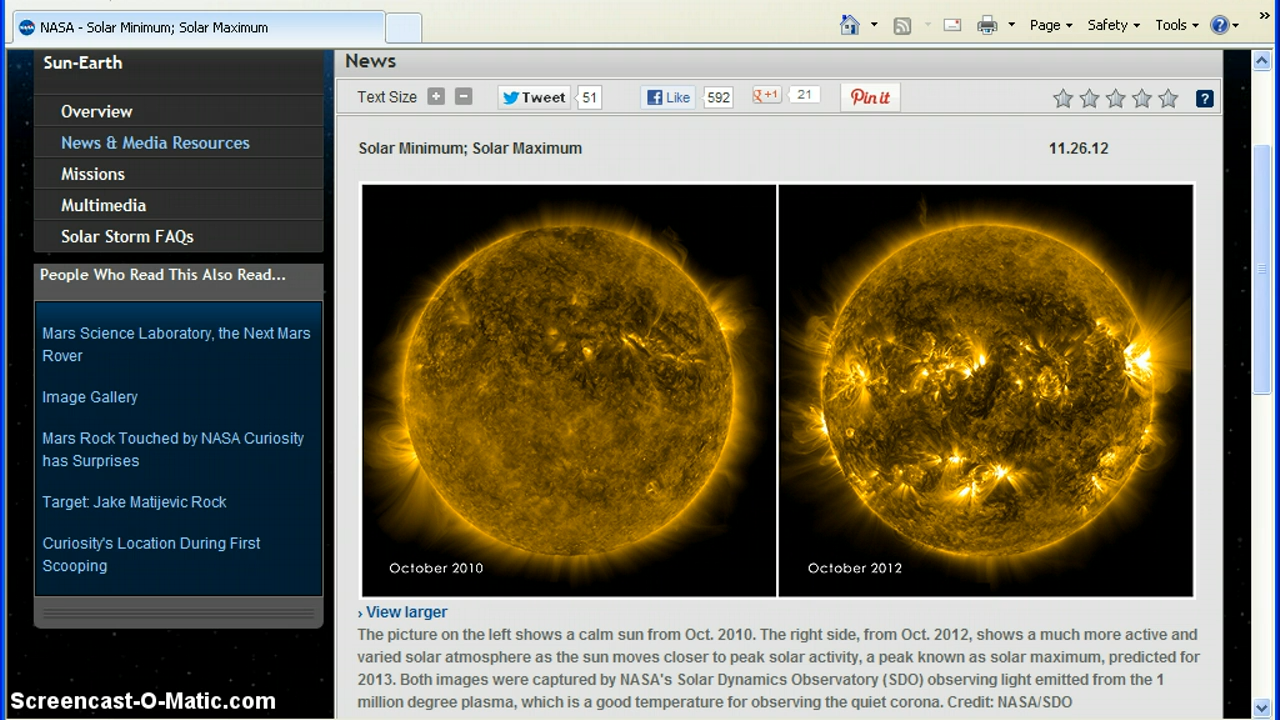 NASA - Solar Minimum; Solar Maximum
Page
Safety
Tools
?
»
Sun-Earth
Overview
News & Media Resources
Missions
Multimedia
Solar Storm FAQs
People Who Read This Also Read...
Mars Science Laboratory, the Next Mars
Rover
Image Gallery
Mars Rock Touched by NASA Curiosity
has Surprises
Target: Jake Matijevic Rock
Curiosity's Location During First
Scooping
News
Text Size + - Tweet 51 Like 592 g +1 21 Pin it ?
Solar Minimum; Solar Maximum 11.26.12
October 2010 October 2012
› View larger
The picture on the left shows a calm sun from Oct. 2010. The right side, from Oct. 2012, shows a much more active and
varied solar atmosphere as the sun moves closer to peak solar activity, a peak known as solar maximum, predicted for
2013. Both images were captured by NASA's Solar Dynamics Observatory (SDO) observing light emitted from the 1
million degree plasma, which is a good temperature for observing the quiet corona. Credit: NASA/SDO
Screencast-O-Matic.com